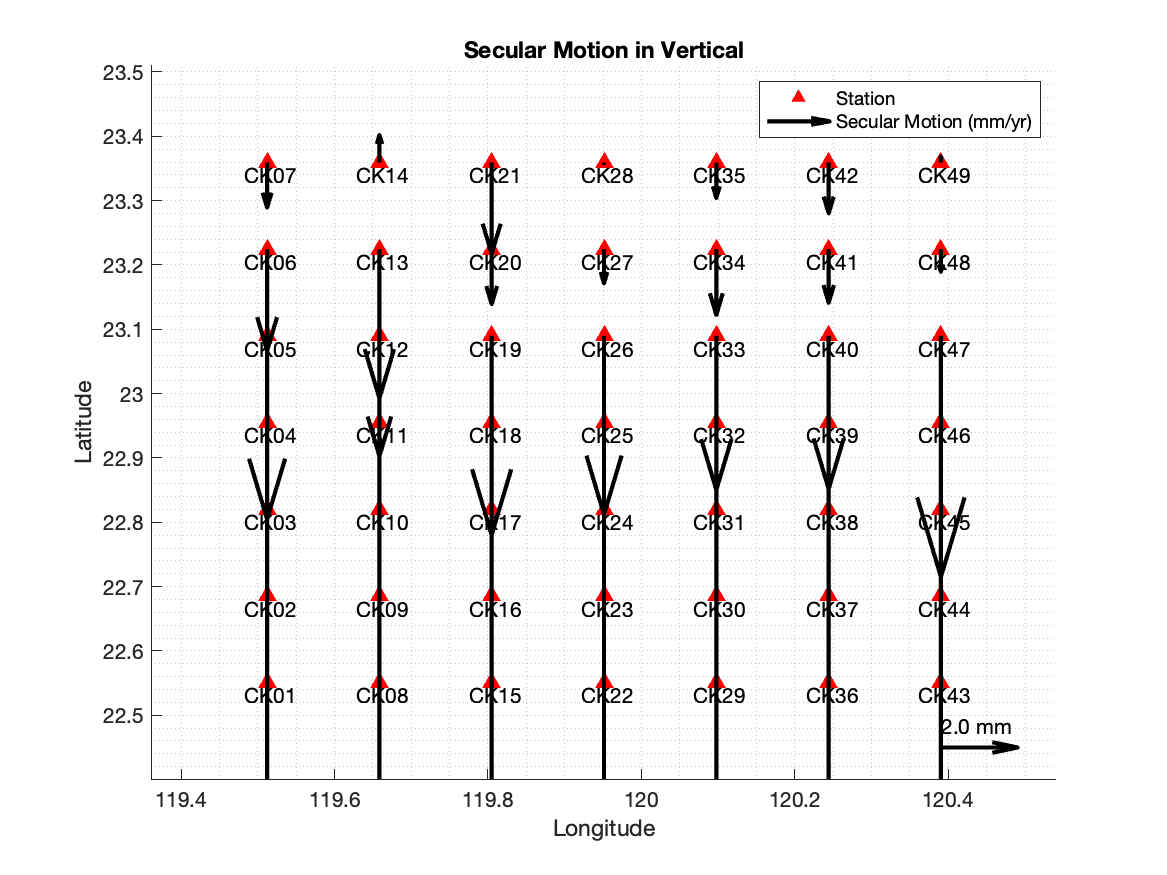 Secular Motion in Vertical
Station
Secular Motion (mm/yr)
23.5
23.4
23.3
23.2
23.1
23
22.9
22.8
22.7
22.6
22.5
Latitude
CK07 CK14 CK21 CK28 CK35 CK42 CK49
CK06 CK13 CK20 CK27 CK34 CK41 CK48
CK05 CK12 CK19 CK26 CK33 CK40 CK47
CK04 CK11 CK18 CK25 CK32 CK39 CK46
CK03 CK10 CK17 CK24 CK31 CK38 CK45
CK02 CK09 CK16 CK23 CK30 CK37 CK44
CK01 CK08 CK15 CK22 CK29 CK36 CK43
2.0 mm
119.4 119.6 119.8 120 120.2 120.4
Longitude